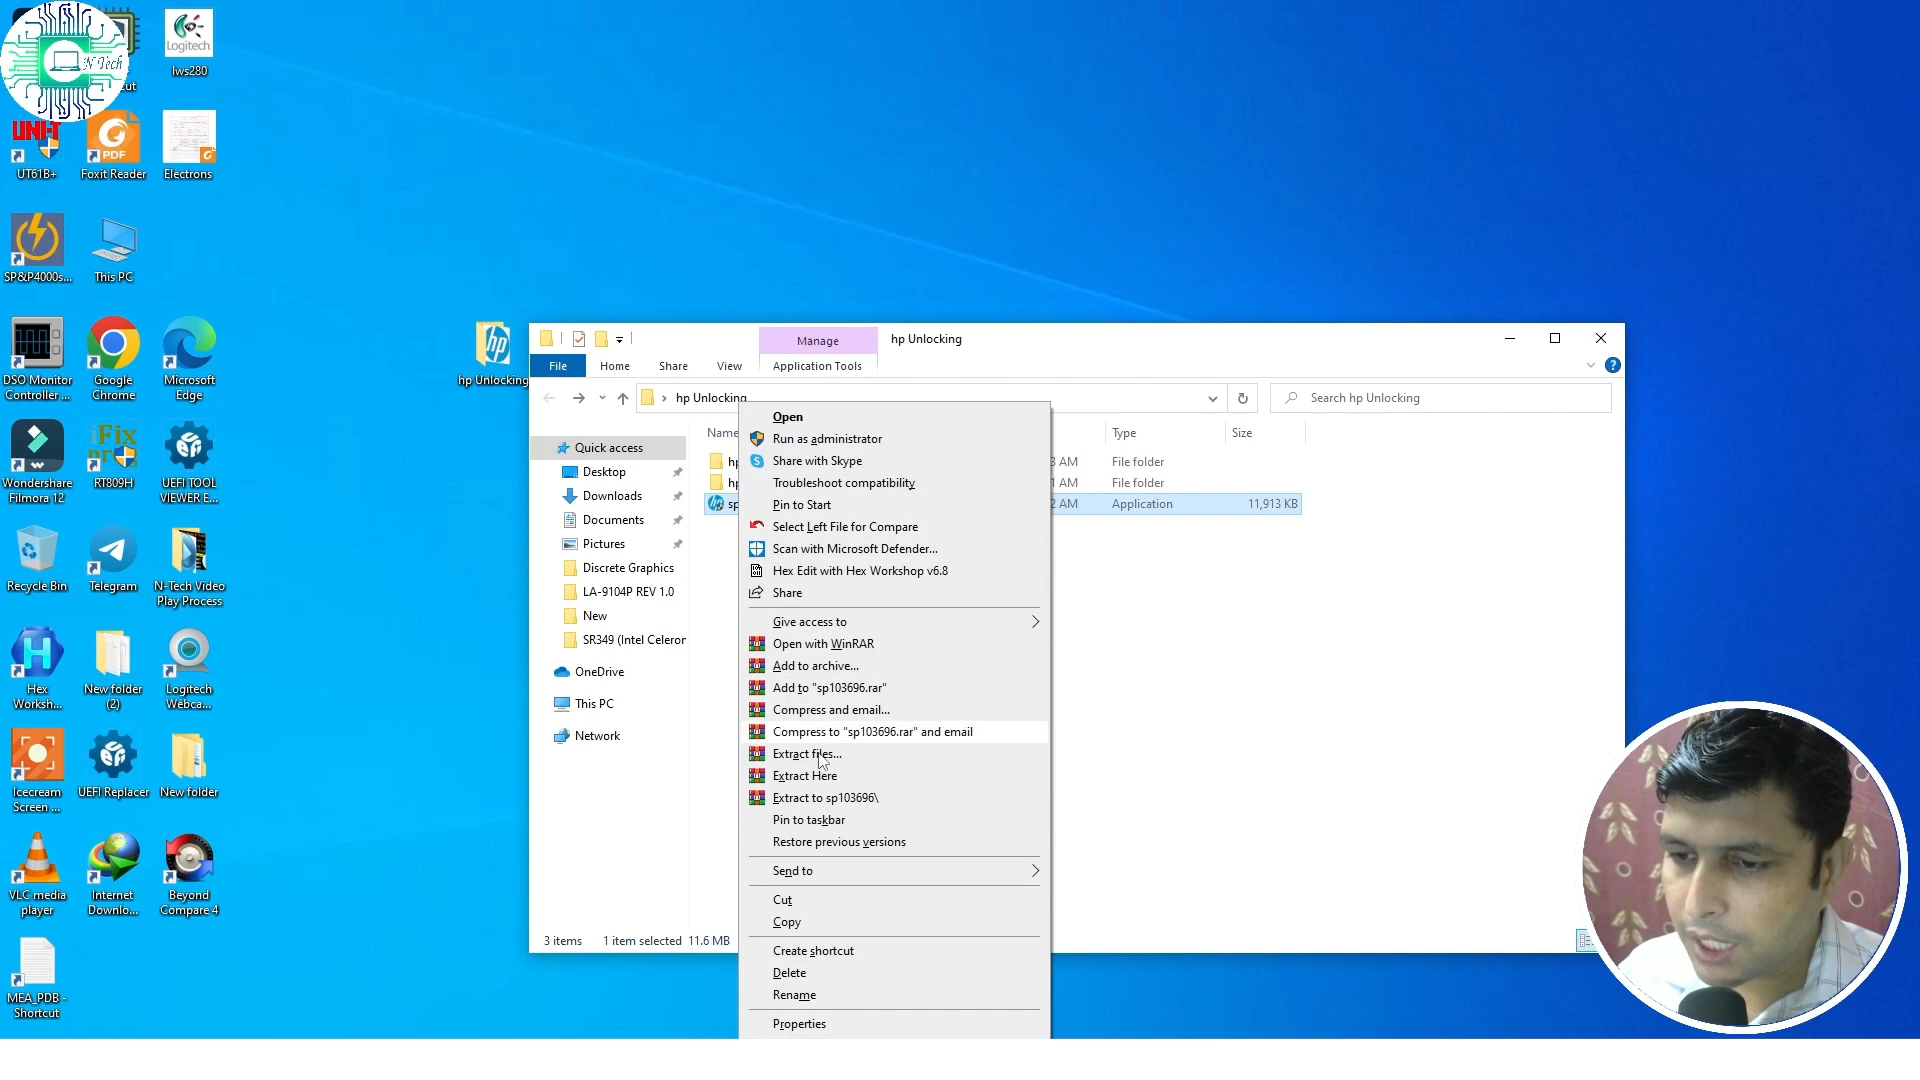 N Tech
Logitech
lws280
UNI-T
UT61B+
PDF
Foxit Reader
Electrons
SP&P4000s...
This PC
DSO Monitor
Controller ...
Google
Chrome
Microsoft
Edge
Wondershare
Filmora 12
RT809H
UEFI TOOL
VIEWER E...
Recycle Bin
Telegram
N-Tech Video
Play Process
Hex
Worksh...
New folder
(2)
Logitech
Webca...
Icecream
Screen ...
UEFI Replacer
New folder
VLC media
player
Internet
Downlo...
Beyond
Compare 4
MEA_PDB -
Shortcut
hp
hp Unlocking
Manage
hp Unlocking
File
Home
Share
View
Application Tools
hp Unlocking
Search hp Unlocking
Type
Size
Quick access
Desktop
Downloads
Documents
Pictures
Discrete Graphics
LA-9104P REV 1.0
New
SR349 (Intel Celeron
OneDrive
This PC
Network
Name
File folder
File folder
Application
11,913 KB
Open
Run as administrator
Share with Skype
Troubleshoot compatibility
Pin to Start
Select Left File for Compare
Scan with Microsoft Defender...
Hex Edit with Hex Workshop v6.8
Share
Give access to
Open with WinRAR
Add to archive...
Add to "sp103696.rar"
Compress and email...
Compress to "sp103696.rar" and email
Extract files...
Extract Here
Extract to sp103696\
Pin to taskbar
Restore previous versions
Send to
Cut
Copy
Create shortcut
Delete
Rename
Properties
3 items
1 item selected 11.6 MB